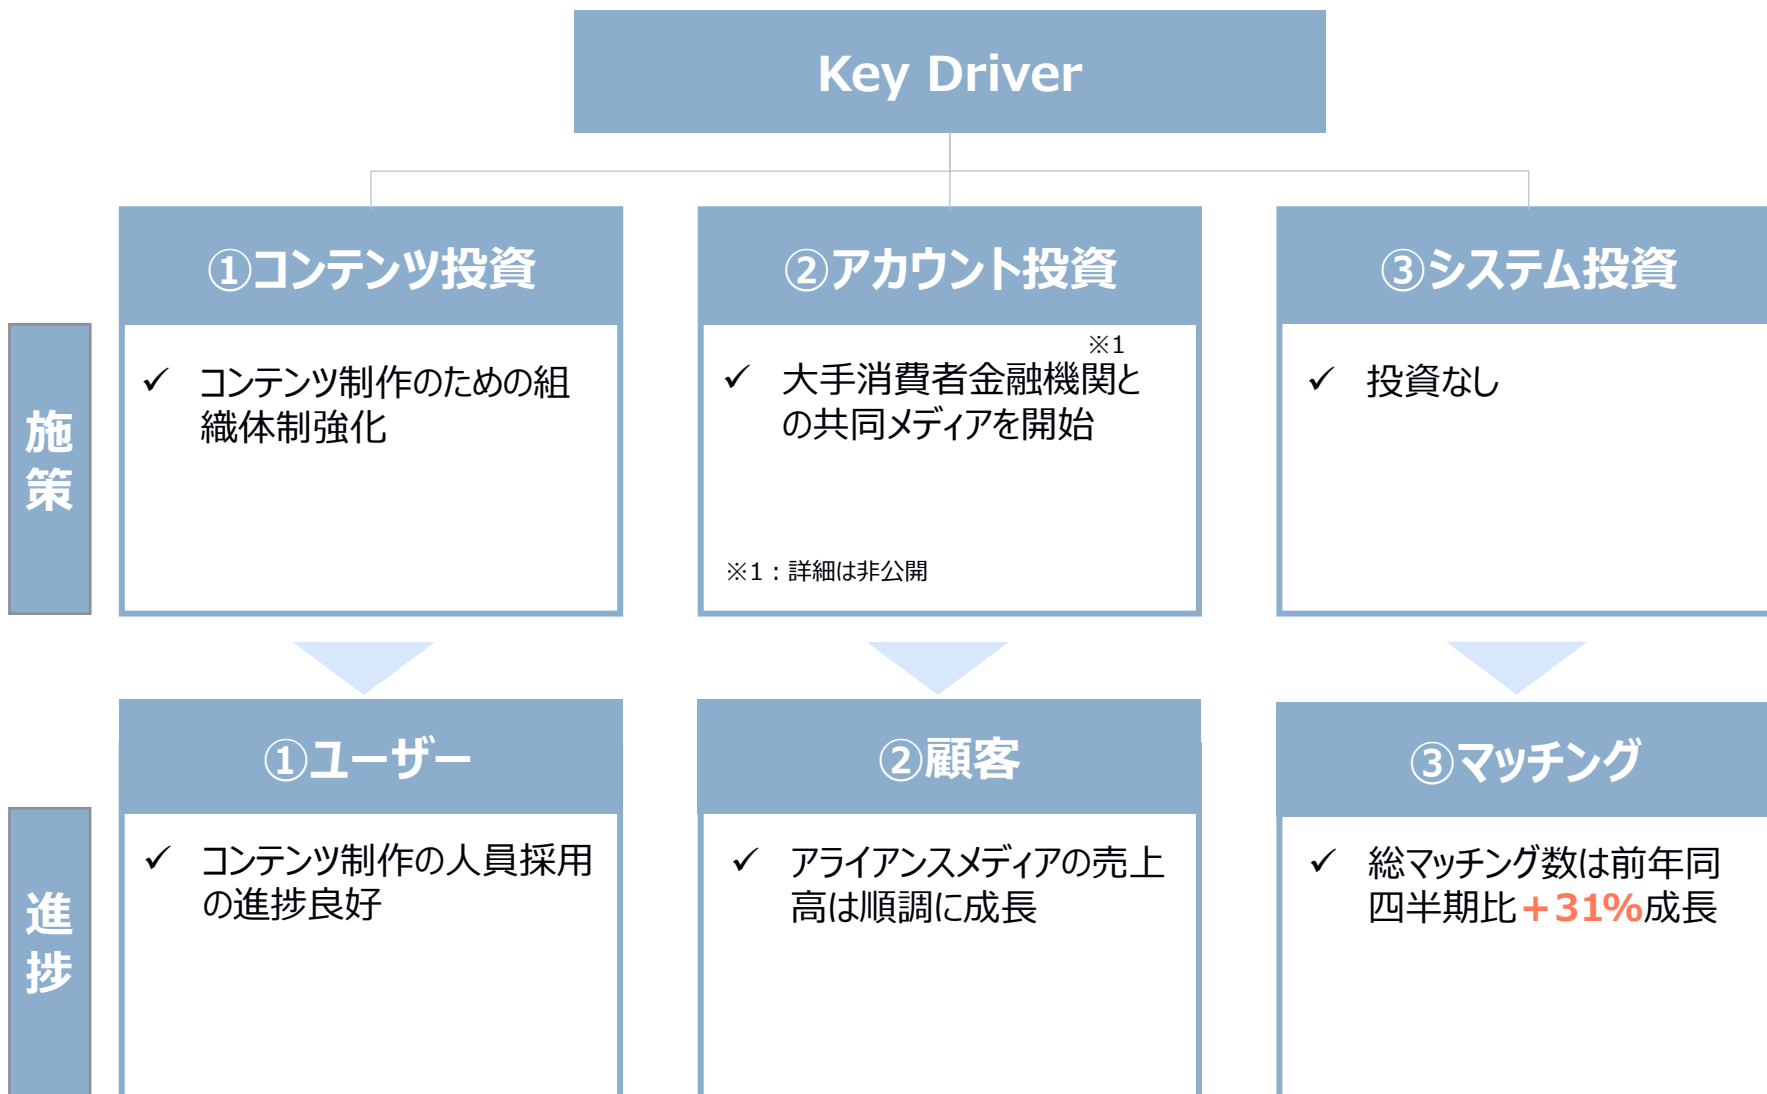 Key Driver
①コンテンツ投資
②アカウント投資
③システム投資
施策
✓ コンテンツ制作のための組
織体制強化
※1
✓ 大手消費者金融機関と
の共同メディアを開始
※1：詳細は非公開
✓ 投資なし
①ユーザー
②顧客
③マッチング
進捗
✓ コンテンツ制作の人員採用
の進捗良好
✓ アライアンスメディアの売上
高は順調に成長
✓ 総マッチング数は前年同
四半期比＋31%成長